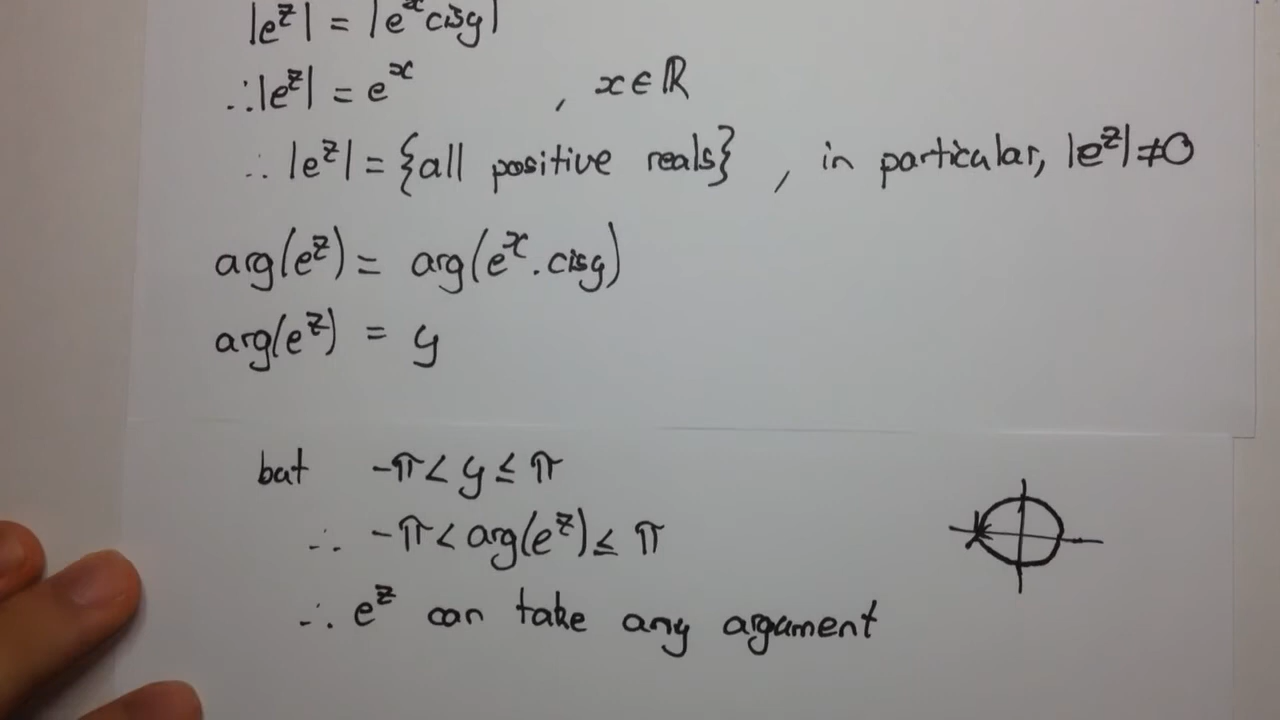 |e^z| = |e^x cis y|
∴ |e^z| = e^x , x ∈ ℝ
∴ |e^z| = {all positive reals} , in particular, |e^z| ≠ 0
arg(e^z) = arg(e^x . cis y)
arg(e^z) = y
but -π < y ≤ π
∴ -π < arg(e^z) ≤ π
∴ e^z can take any argument